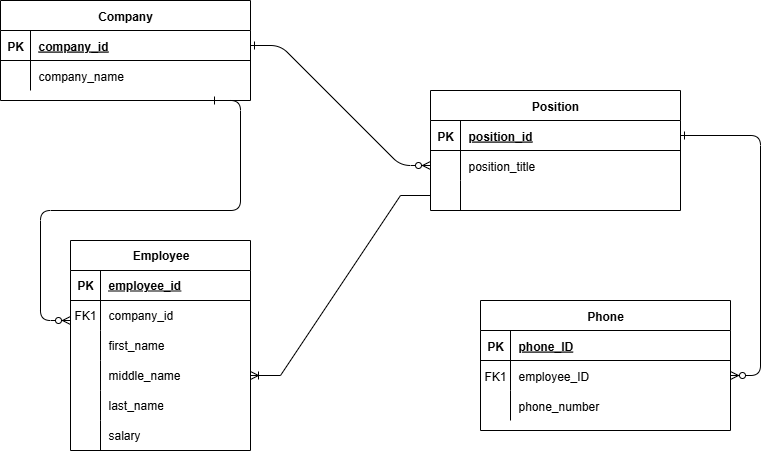 Company
PK company_id
company_name
Position
PK position_id
position_title
Employee
PK employee_id
FK1 company_id
first_name
middle_name
last_name
salary
Phone
PK phone_ID
FK1 employee_ID
phone_number